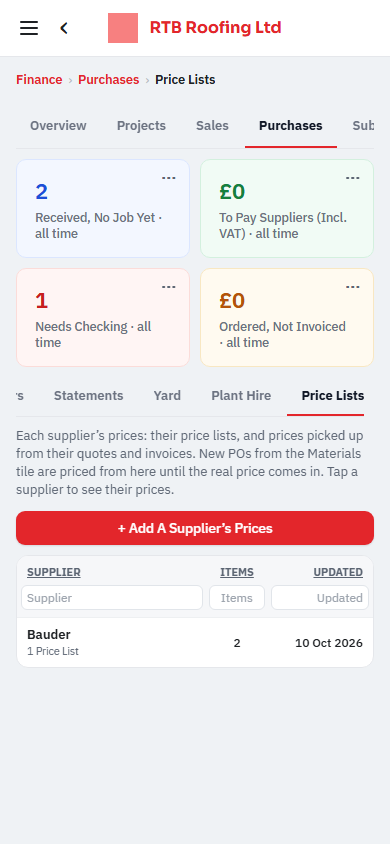 RTB Roofing Ltd
Finance › Purchases › Price Lists
Overview Projects Sales Purchases Sub
2
Received, No Job Yet ·
all time
£0
To Pay Suppliers (Incl.
VAT) · all time
1
Needs Checking · all
time
£0
Ordered, Not Invoiced
· all time
s Statements Yard Plant Hire Price Lists
Each supplier’s prices: their price lists, and prices picked up
from their quotes and invoices. New POs from the Materials
tile are priced from here until the real price comes in. Tap a
supplier to see their prices.
+ Add A Supplier’s Prices
SUPPLIER ITEMS UPDATED
Supplier Items Updated
Bauder 2 10 Oct 2026
1 Price List